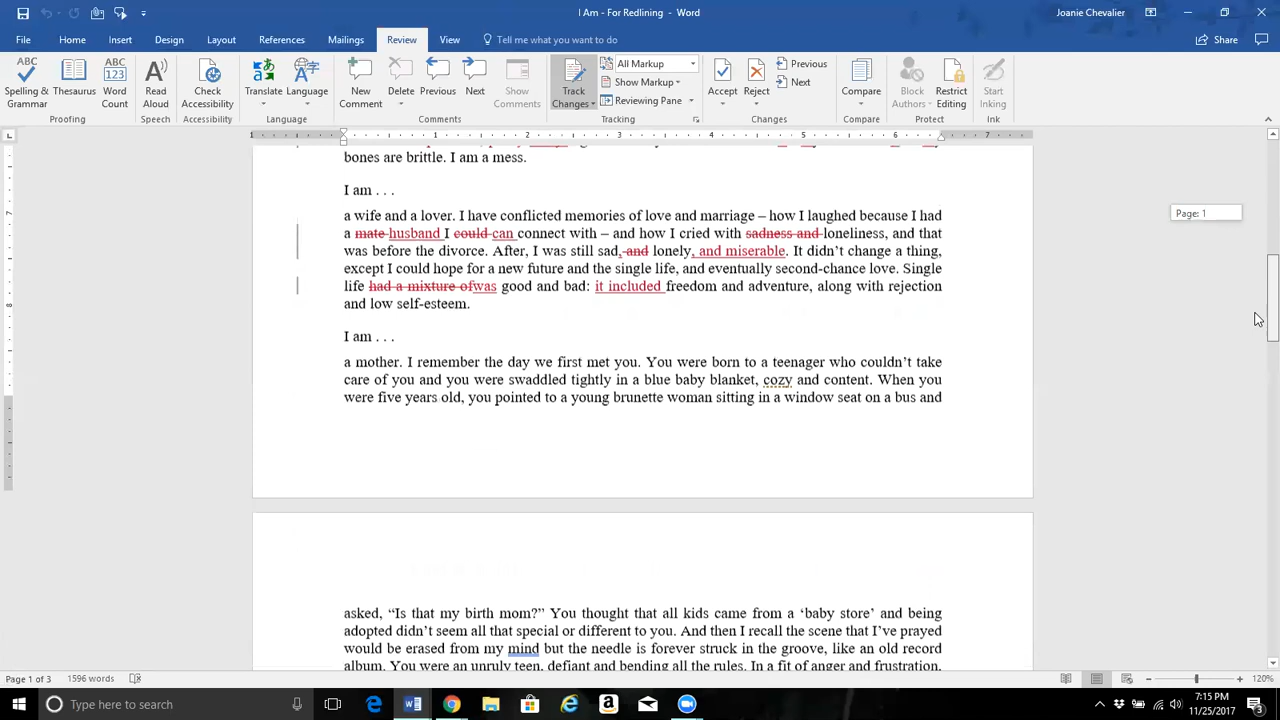 I Am - For Redlining - Word
Joanie Chevalier
File Home Insert Design Layout References Mailings Review View Tell me what you want to do Share
Spelling & Grammar
Thesaurus
Word Count
Read Aloud
Check Accessibility
Translate
Language
New Comment
Delete
Previous
Next
Show Comments
Track Changes
All Markup
Show Markup
Reviewing Pane
Accept
Reject
Previous
Next
Compare
Block Authors
Restrict Editing
Start Inking
Proofing Speech Accessibility Language Comments Tracking Changes Compare Protect Ink
1 1 2 3 4 5 6 7
bones are brittle. I am a mess.
I am . . .
a wife and a lover. I have conflicted memories of love and marriage – how I laughed because I had
a mate husband I could can connect with – and how I cried with sadness and loneliness, and that
was before the divorce. After, I was still sad, and lonely, and miserable. It didn’t change a thing,
except I could hope for a new future and the single life, and eventually second-chance love. Single
life had a mixture ofwas good and bad: it included freedom and adventure, along with rejection
and low self-esteem.
I am . . .
a mother. I remember the day we first met you. You were born to a teenager who couldn’t take
care of you and you were swaddled tightly in a blue baby blanket, cozy and content. When you
were five years old, you pointed to a young brunette woman sitting in a window seat on a bus and
Page: 1
asked, “Is that my birth mom?” You thought that all kids came from a ‘baby store’ and being
adopted didn’t seem all that special or different to you. And then I recall the scene that I’ve prayed
would be erased from my mind but the needle is forever struck in the groove, like an old record
album. You were an unruly teen, defiant and bending all the rules. In a fit of anger and frustration,
Page 1 of 3 1596 words 120%
Type here to search
7:15 PM
11/25/2017